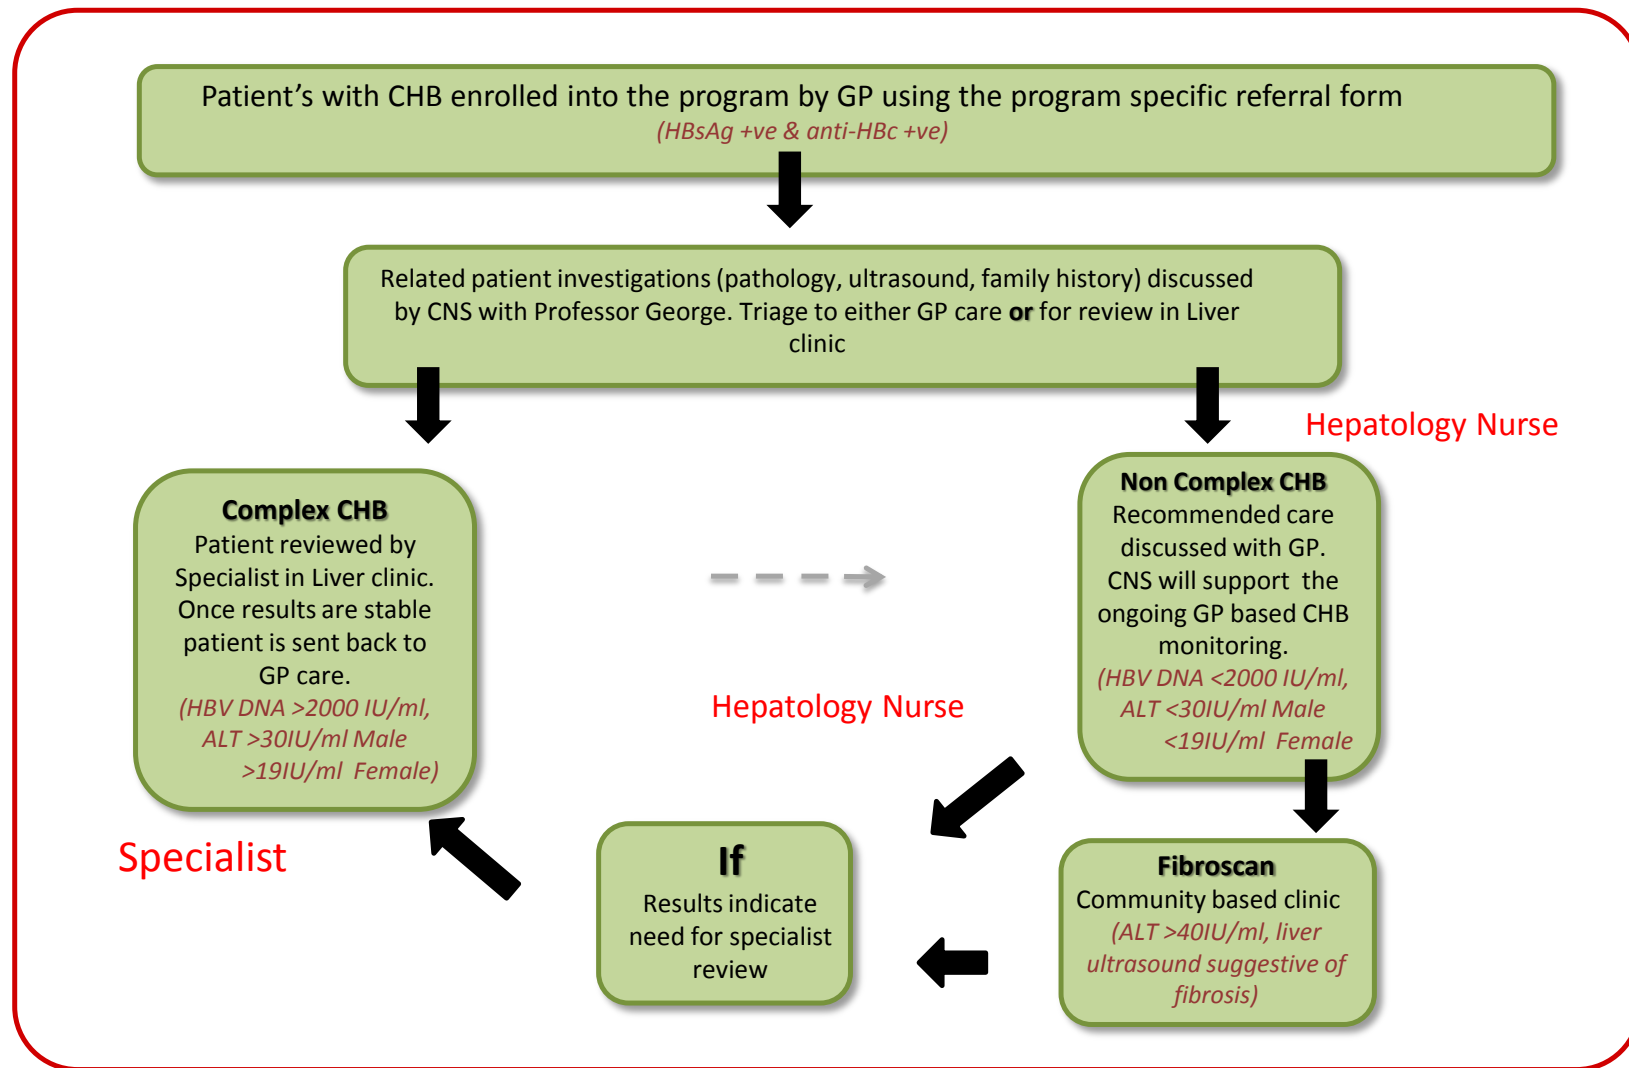 Patient's with CHB enrolled into the program by GP using the program specific referral form
(HBsAg +ve & anti-HBc +ve)
Related patient investigations (pathology, ultrasound, family history) discussed
by CNS with Professor George. Triage to either GP care or for review in Liver
clinic
Hepatology Nurse
Complex CHB
Patient reviewed by
Specialist in Liver clinic.
Once results are stable
patient is sent back to
GP care.
(HBV DNA >2000 IU/ml,
ALT >30IU/ml Male
>19IU/ml  Female)
Specialist
Non Complex CHB
Recommended care
discussed with GP.
CNS will support  the
ongoing GP based CHB
monitoring.
(HBV DNA <2000 IU/ml,
ALT <30IU/ml Male
<19IU/ml  Female
Hepatology Nurse
If
Results indicate
need for specialist
review
Fibroscan
Community based clinic
(ALT >40IU/ml, liver
ultrasound suggestive of
fibrosis)